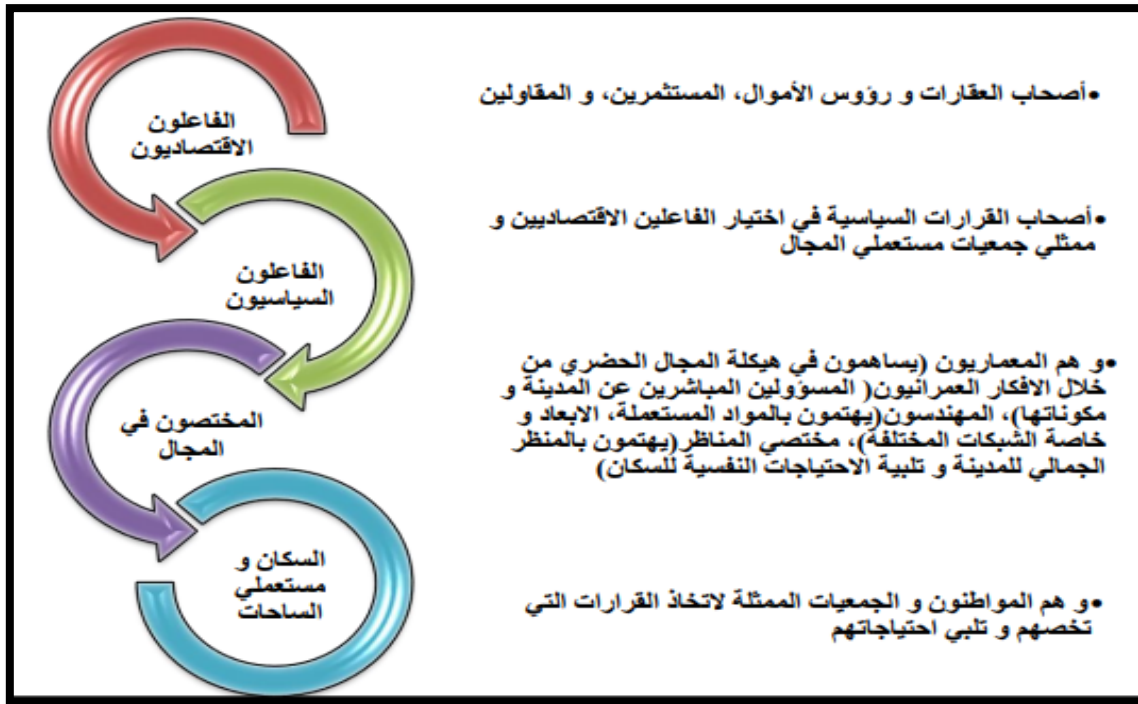 الفاعلون
الاقتصاديون
•أصحاب العقارات و رؤوس الأموال، المستثمرين، و المقاولين
الفاعلون
السياسيون
•أصحاب القرارات السياسية في اختيار الفاعلين الاقتصاديين و
ممثلي جمعيات مستعملي المجال
المختصون في
المجال
•و هم المعماريون (يساهمون في هيكلة المجال الحضري من
خلال الافكار العمرانيون( المسؤولين المباشرين عن المدينة و
مكوناتها)، المهندسون(يهتمون بالمواد المستعملة، الابعاد و
خاصة الشبكات المختلفة)، مختصي المناظر(يهتمون بالمنظر
الجمالي للمدينة و تلبية الاحتياجات النفسية للسكان)
السكان و
مستعملي
الساحات
•و هم المواطنون و الجمعيات الممثلة لاتخاذ القرارات التي
تخصهم و تلبي احتياجاتهم